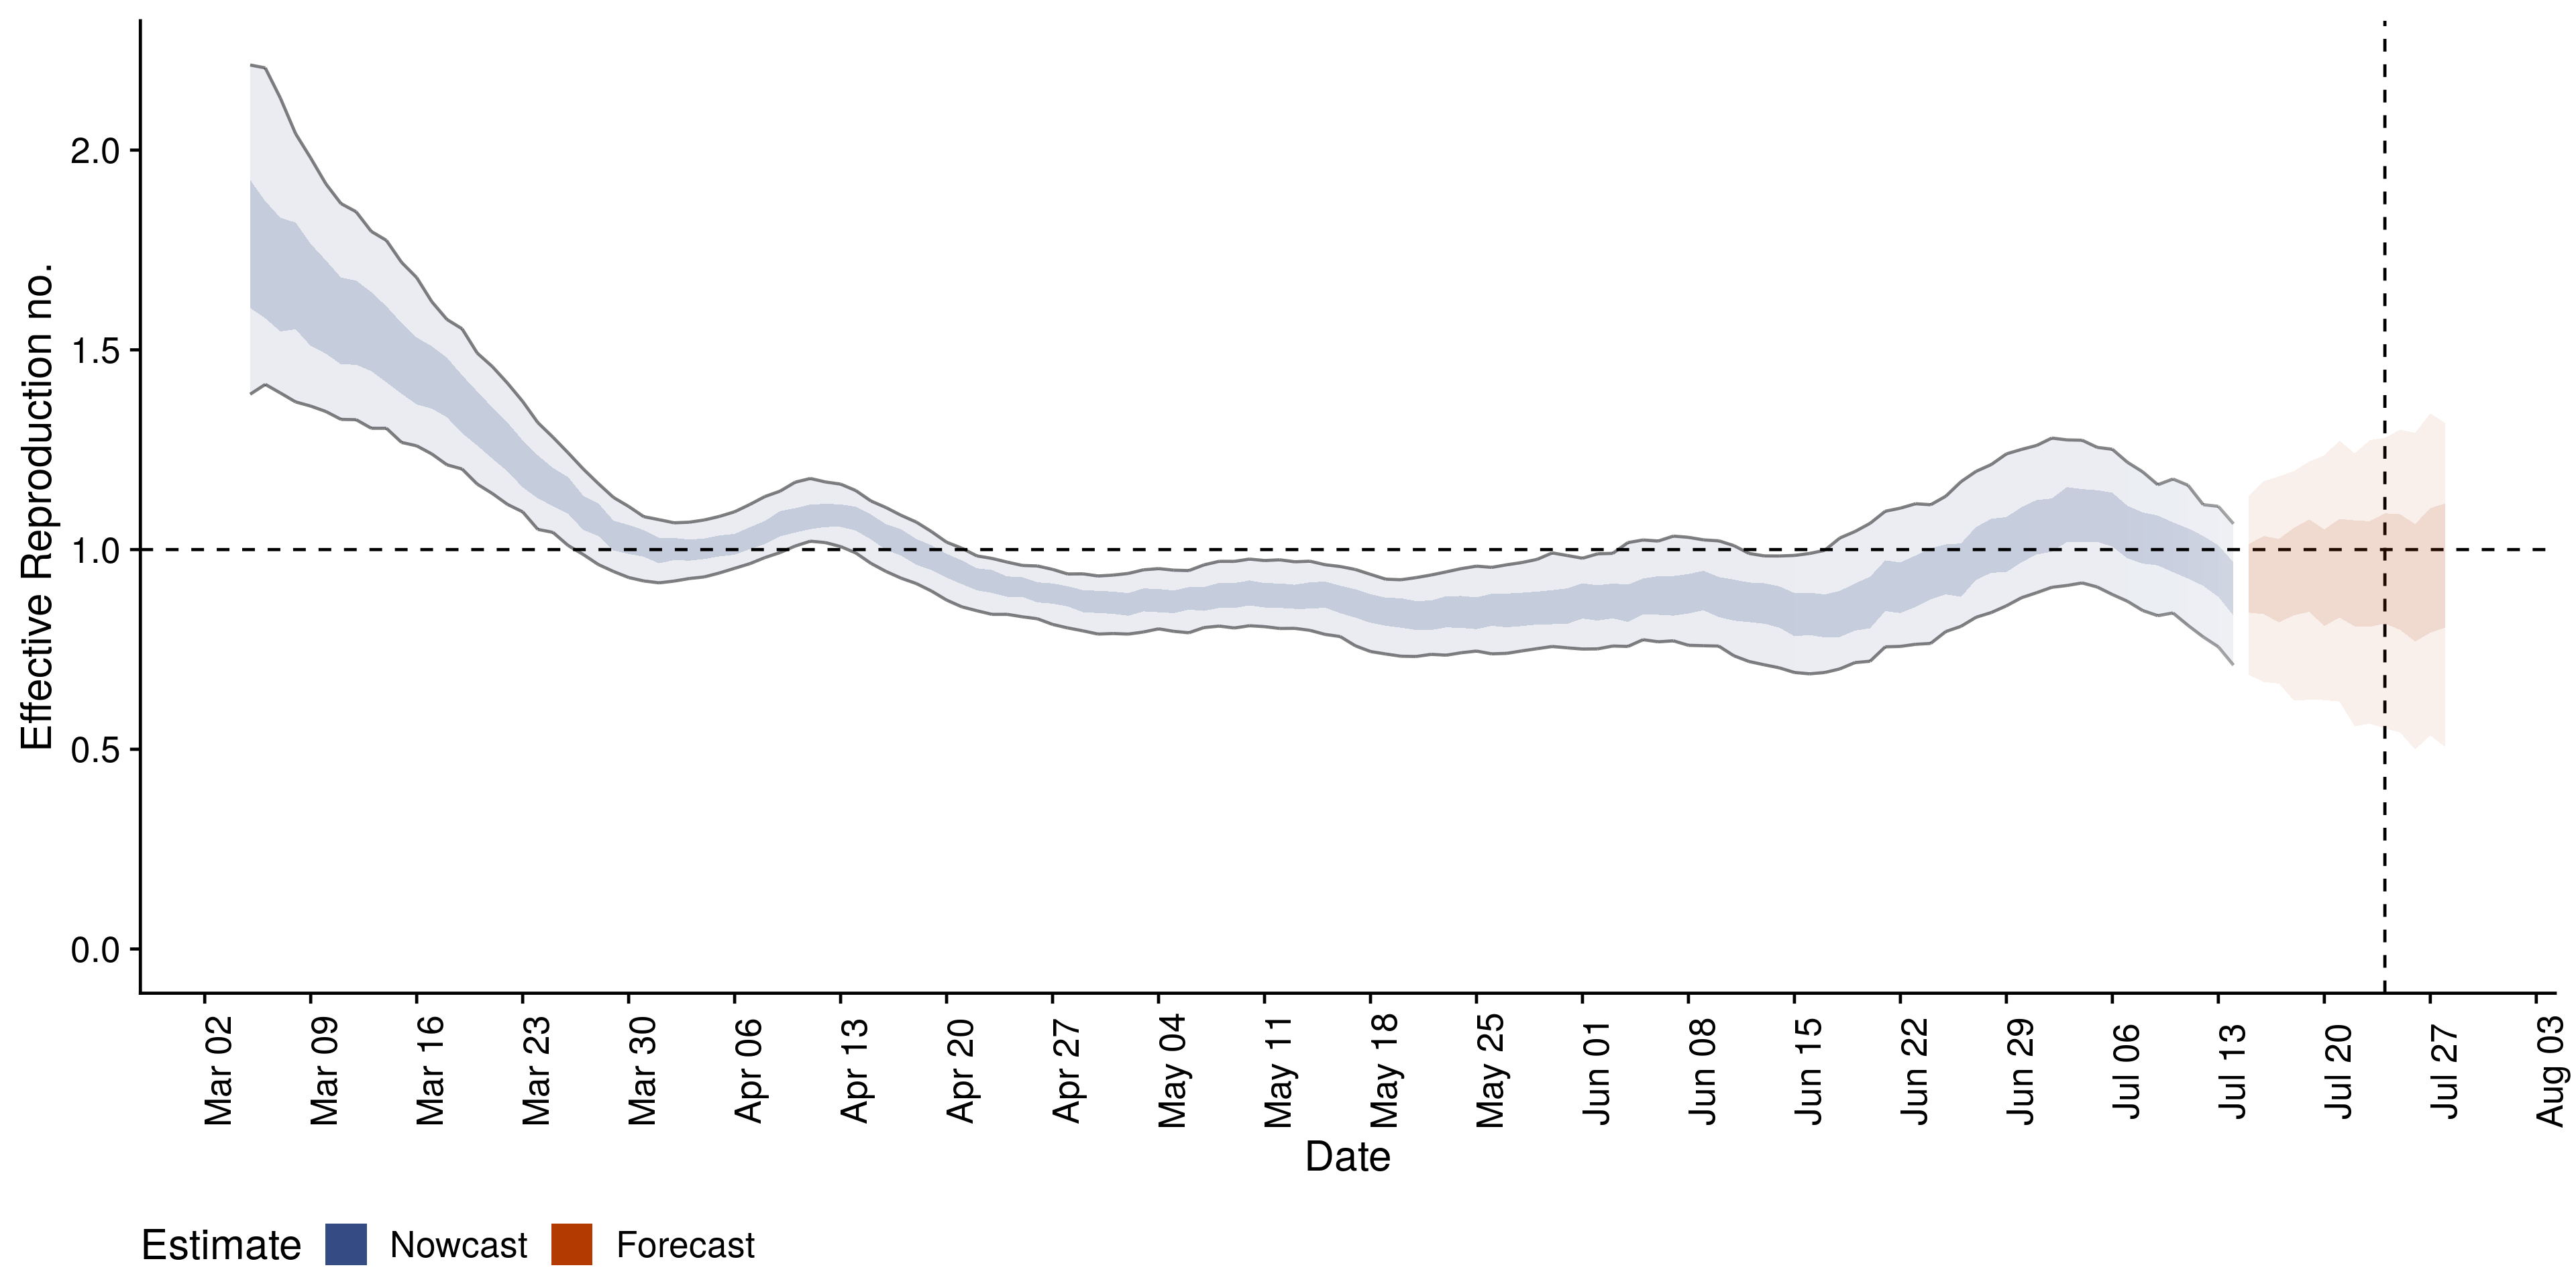 Effective Reproduction no.
2.0
1.5
1.0
0.5
0.0
Mar 02
Mar 09
Mar 16
Mar 23
Mar 30
Apr 06
Apr 13
Apr 20
Apr 27
May 04
May 11
May 18
May 25
Jun 01
Jun 08
Jun 15
Jun 22
Jun 29
Jul 06
Jul 13
Jul 20
Jul 27
Aug 03
Date
Estimate Nowcast Forecast